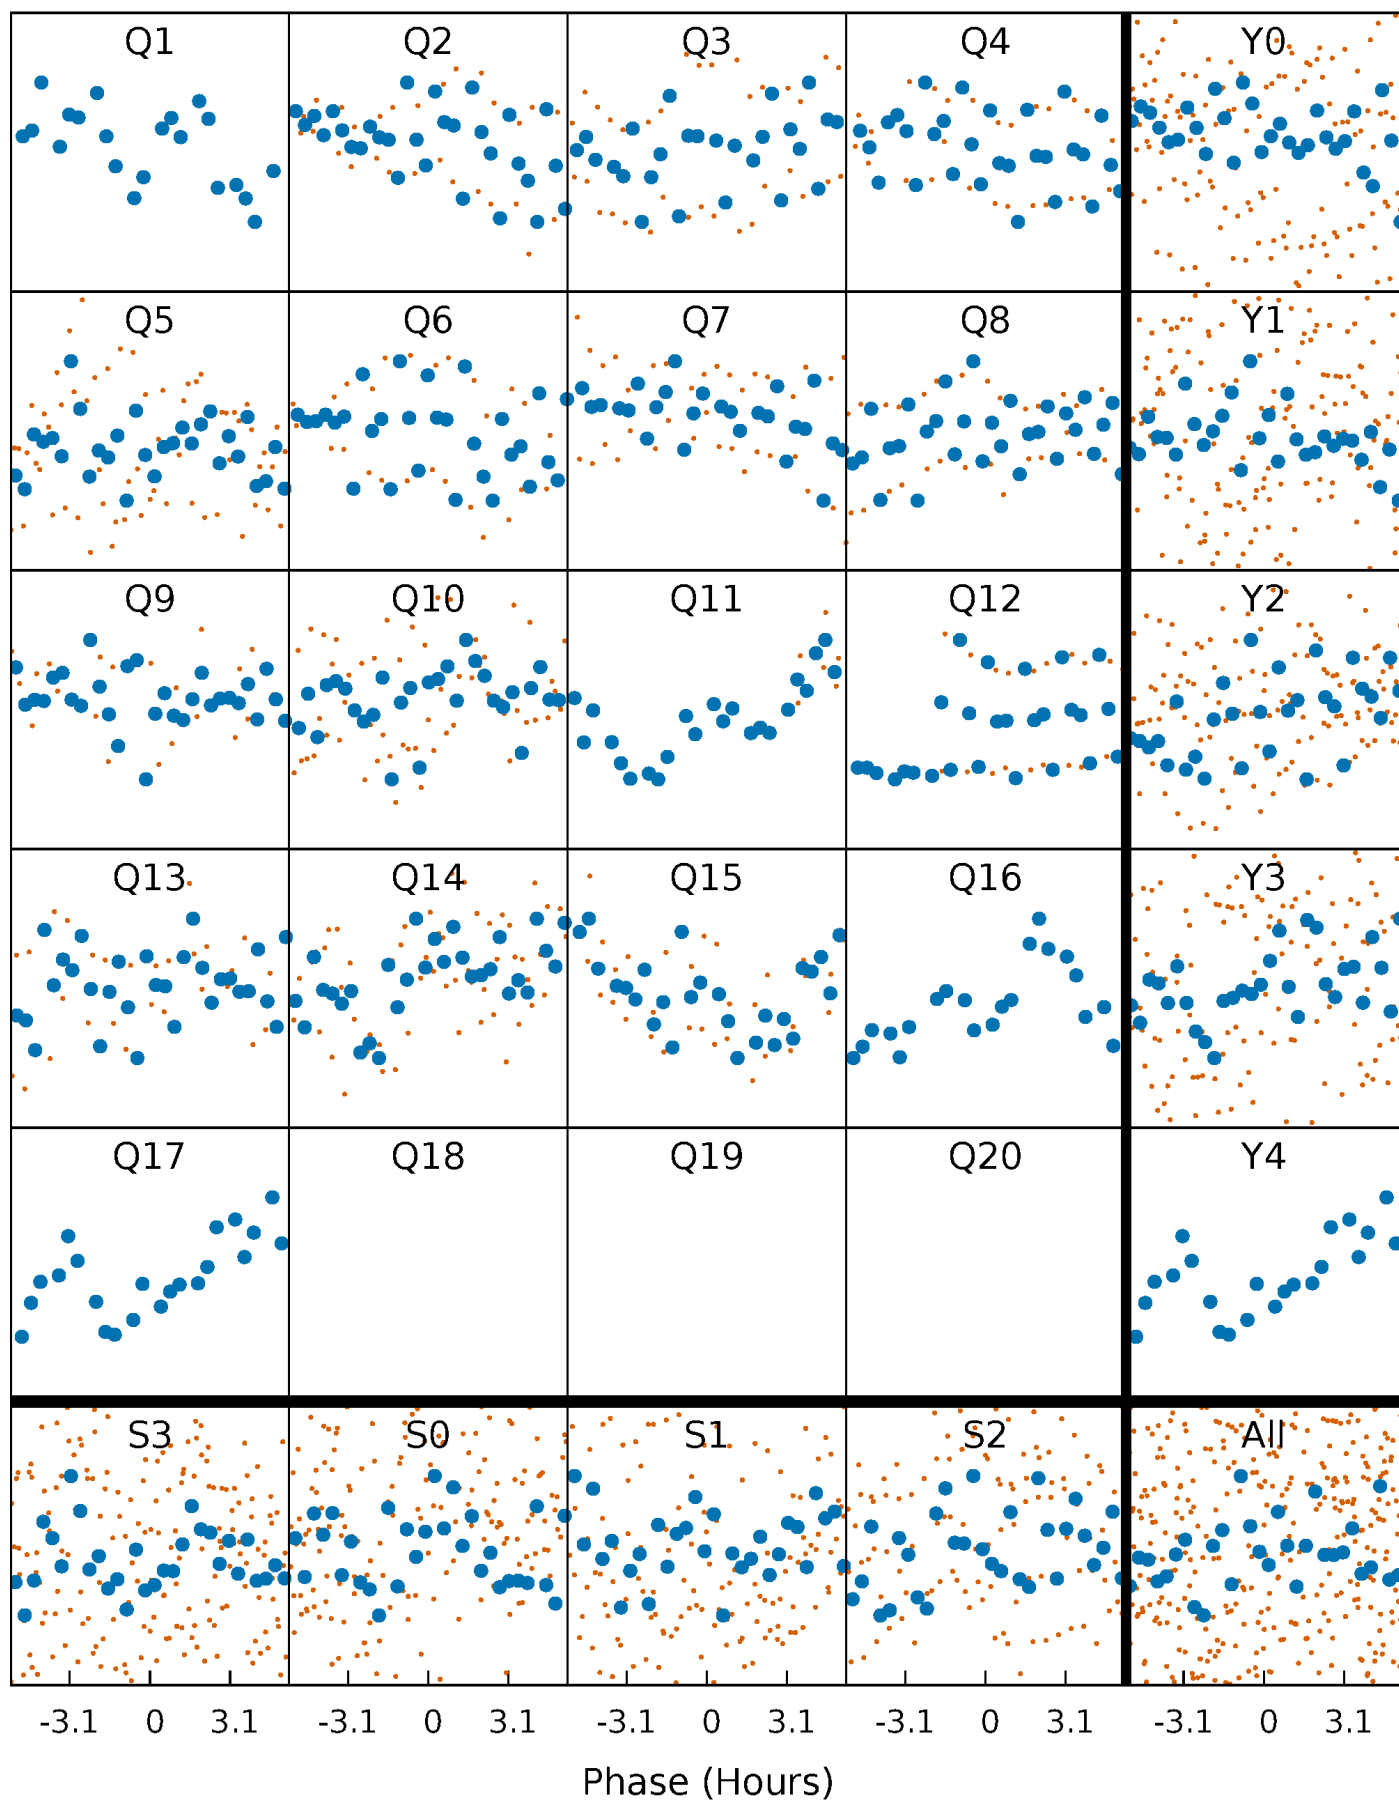 Q1 Q2 Q3 Q4 Y0
Q5 Q6 Q7 Q8 Y1
Q9 Q10 Q11 Q12 Y2
Q13 Q14 Q15 Q16 Y3
Q17 Q18 Q19 Q20 Y4
S3 S0 S1 S2 All
-3.1 0 3.1 -3.1 0 3.1 -3.1 0 3.1 -3.1 0 3.1 -3.1 0 3.1
Phase (Hours)